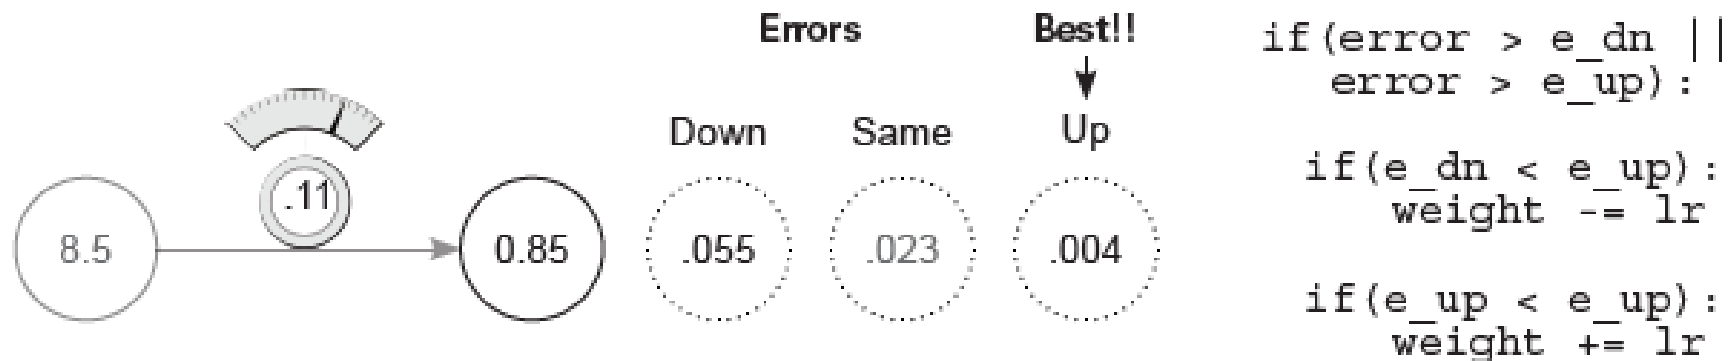 Errors
Best!!
Down
Same
Up
8.5
.11
0.85
.055
.023
.004
if(error > e_dn ||
error > e_up):
if(e_dn < e_up):
weight -= lr
if(e_up < e_up):
weight += lr